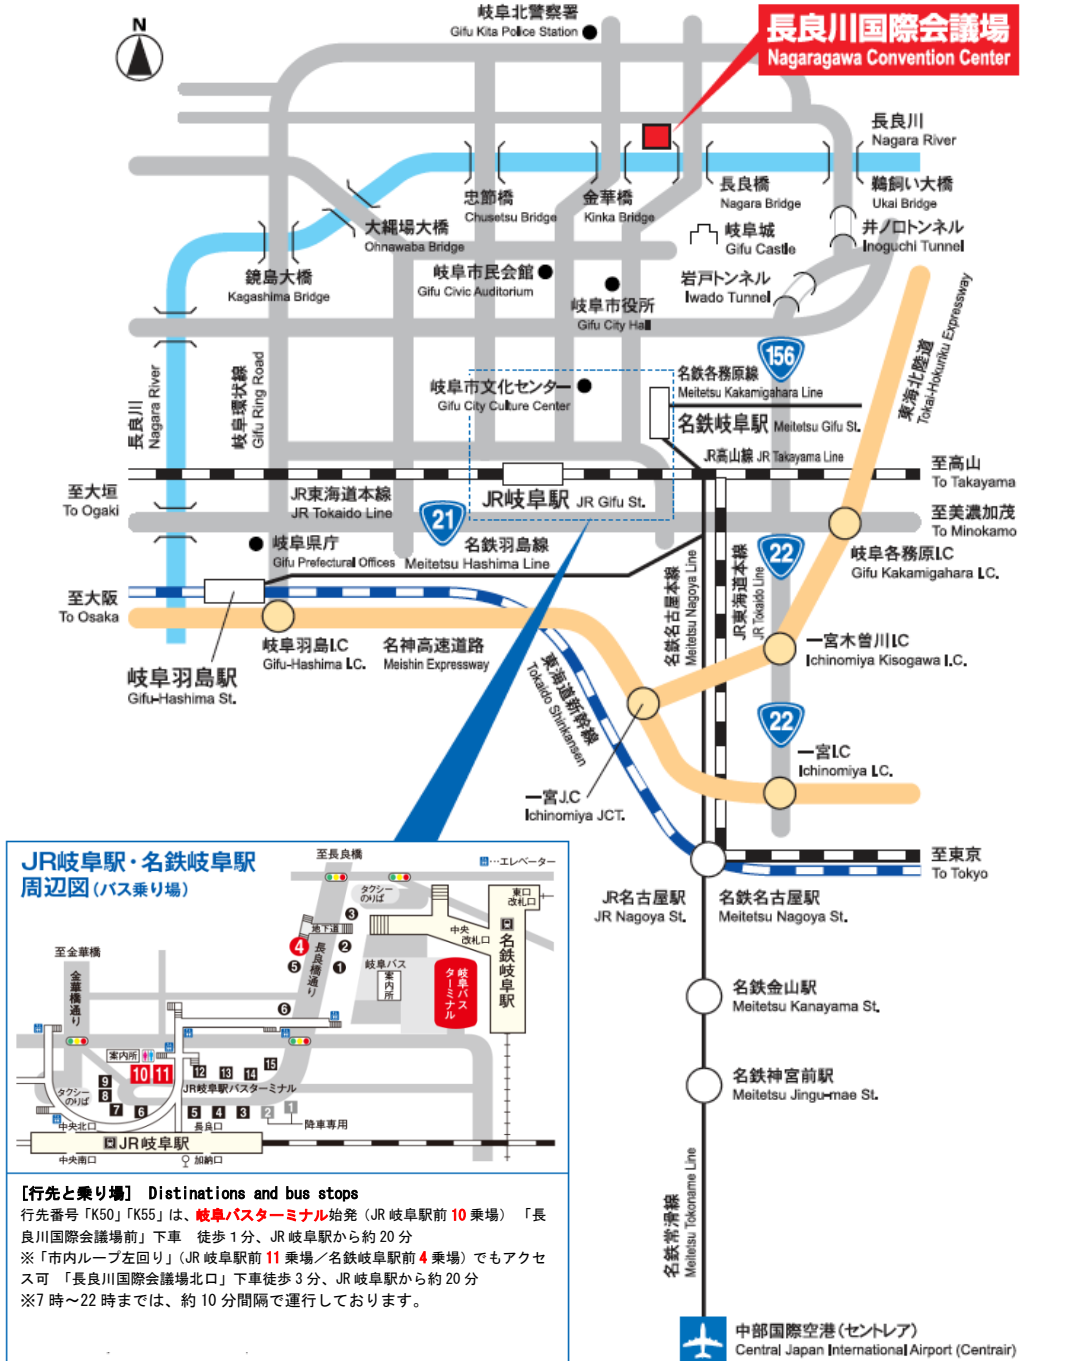 N
岐阜北警察署
Gifu Kita Police Station
長良川国際会議場
Nagaragawa Convention Center
長良川
Nagara River
忠節橋
Chusetsu Bridge
金華橋
Kinka Bridge
長良橋
Nagara Bridge
鵜飼い大橋
Ukai Bridge
大縄場大橋
Ohnawaba Bridge
岐阜城
Gifu Castle
井ノ口トンネル
Inoguchi Tunnel
鏡島大橋
Kagashima Bridge
岐阜市民会館
Gifu Civic Auditorium
岐阜市役所
Gifu City Hall
岩戸トンネル
Iwado Tunnel
156
東海北陸道
Tokai-Hokuriku Expressway
長良川
Nagara River
岐阜環状線
Gifu Ring Road
岐阜市文化センター
Gifu City Culture Center
名鉄各務原線
Meitetsu Kakamigahara Line
名鉄岐阜駅 Meitetsu Gifu St.
JR高山線 JR Takayama Line
至高山
To Takayama
至大垣
To Ogaki
JR東海道本線
JR Tokaido Line
JR岐阜駅 JR Gifu St.
21
至美濃加茂
To Minokamo
岐阜県庁
Gifu Prefectural Offices
名鉄羽島線
Meitetsu Hashima Line
22
岐阜各務原I.C
Gifu Kakamigahara I.C.
至大阪
To Osaka
名鉄名古屋本線
Meitetsu Nagoya Line
JR東海道本線
JR Tokaido Line
岐阜羽島I.C
Gifu-Hashima I.C.
名神高速道路
Meishin Expressway
一宮木曽川I.C
Ichinomiya Kisogawa I.C.
岐阜羽島駅
Gifu-Hashima St.
東海道新幹線
Tokaido Shinkansen
22
一宮I.C
Ichinomiya I.C.
一宮J.C
Ichinomiya JCT.
至東京
To Tokyo
JR名古屋駅
JR Nagoya St.
名鉄名古屋駅
Meitetsu Nagoya St.
名鉄金山駅
Meitetsu Kanayama St.
名鉄神宮前駅
Meitetsu Jingu-mae St.
名鉄常滑線
Meitetsu Tokoname Line
中部国際空港(セントレア)
Central Japan International Airport (Centrair)
JR岐阜駅・名鉄岐阜駅
周辺図(バス乗り場)
至長良橋
…エレベーター
タクシー
のりば
東口
改札口
3
地下道
中央
改札口
4
2
至金華橋
5
長良橋通り
1
岐阜バス
案内所
岐阜バス
ターミナル
名鉄岐阜駅
金華橋通り
6
案内所
10
11
12
13
14
15
JR岐阜駅バスターミナル
タクシー
のりば
9
8
7
6
5
4
3
2
1
降車専用
中央北口
長良口
JR岐阜駅
中央南口
加納口
[行先と乗り場] Distinations and bus stops
行先番号「K50」「K55」は、岐阜バスターミナル始発(JR岐阜駅前10乗場) 「長
良川国際会議場前」下車 徒歩1分、JR岐阜駅から約20分
※「市内ループ左回り」(JR岐阜駅前11乗場/名鉄岐阜駅前4乗場)でもアクセ
ス可 「長良川国際会議場北口」下車徒歩3分、JR岐阜駅から約20分
※7時～22時までは、約10分間隔で運行しております。